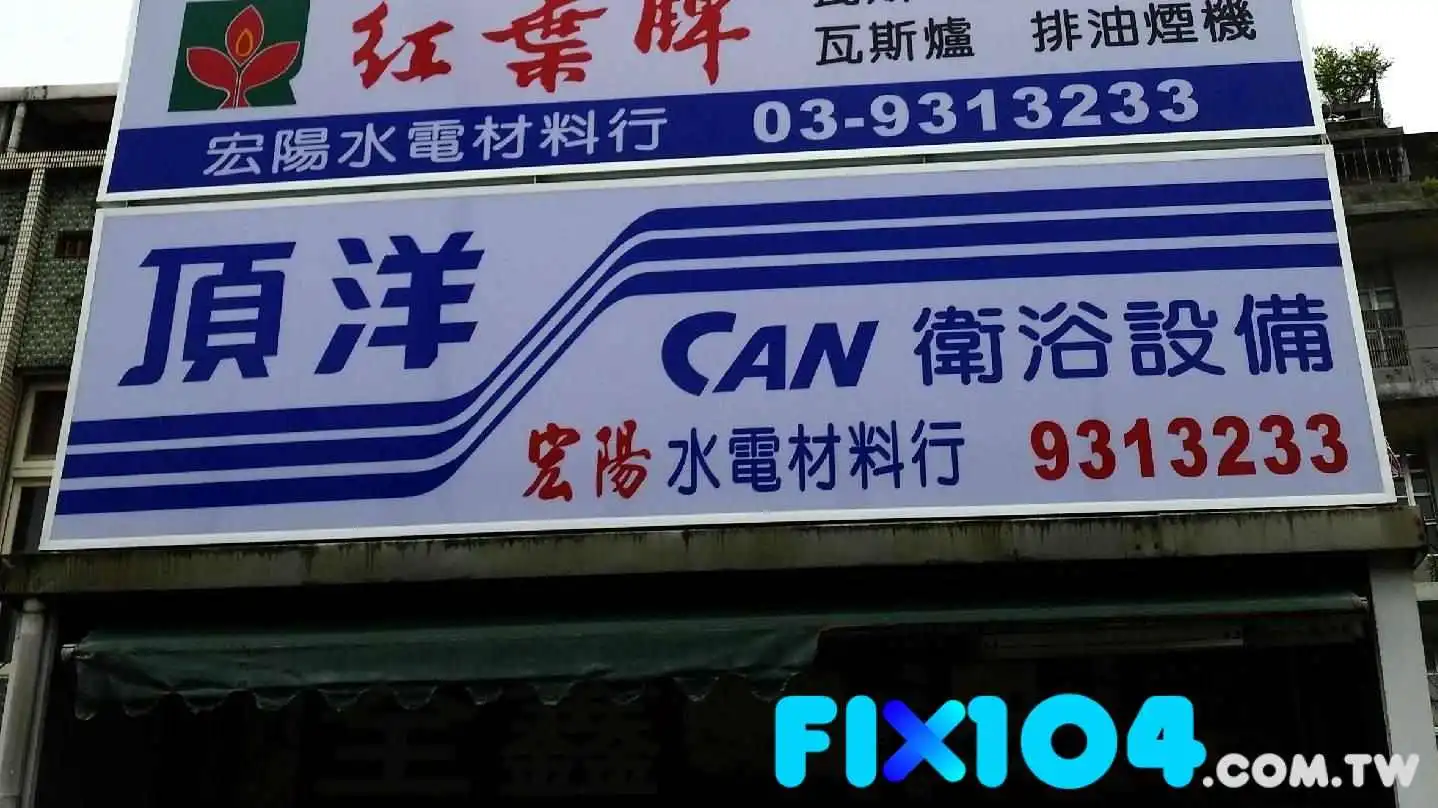 紅葉牌
瓦斯爐 排油煙機
宏陽水電材料行 03-9313233
頂洋
CAN 衛浴設備
宏陽 水電材料行 9313233
FIX104.COM.TW